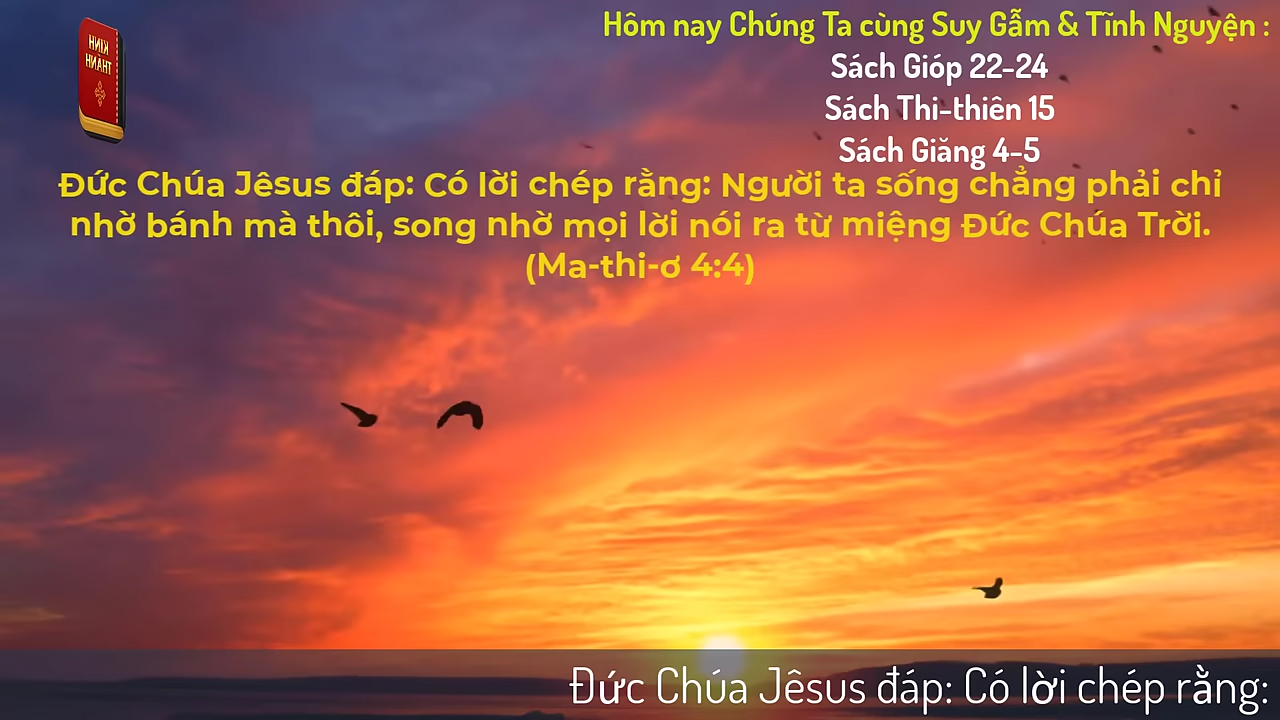 KINH
THÁNH
Hôm nay Chúng Ta cùng Suy Gẫm & Tĩnh Nguyện :
Sách Gióp 22-24
Sách Thi-thiên 15
Sách Giăng 4-5
Đức Chúa Jêsus đáp: Có lời chép rằng: Người ta sống chẳng phải chỉ
nhờ bánh mà thôi, song nhờ mọi lời nói ra từ miệng Đức Chúa Trời.
(Ma-thi-ơ 4:4)
Đức Chúa Jêsus đáp: Có lời chép rằng: